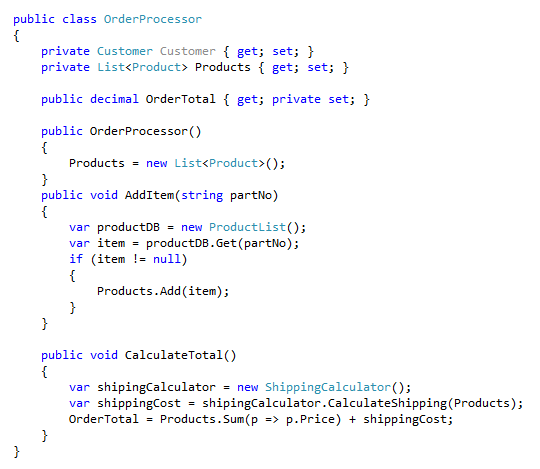 public class OrderProcessor
{
    private Customer Customer { get; set; }
    private List<Product> Products { get; set; }

    public decimal OrderTotal { get; private set; }

    public OrderProcessor()
    {
        Products = new List<Product>();
    }
    public void AddItem(string partNo)
    {
        var productDB = new ProductList();
        var item = productDB.Get(partNo);
        if (item != null)
        {
            Products.Add(item);
        }
    }

    public void CalculateTotal()
    {
        var shipingCalculator = new ShippingCalculator();
        var shippingCost = shipingCalculator.CalculateShipping(Products);
        OrderTotal = Products.Sum(p => p.Price) + shippingCost;
    }
}